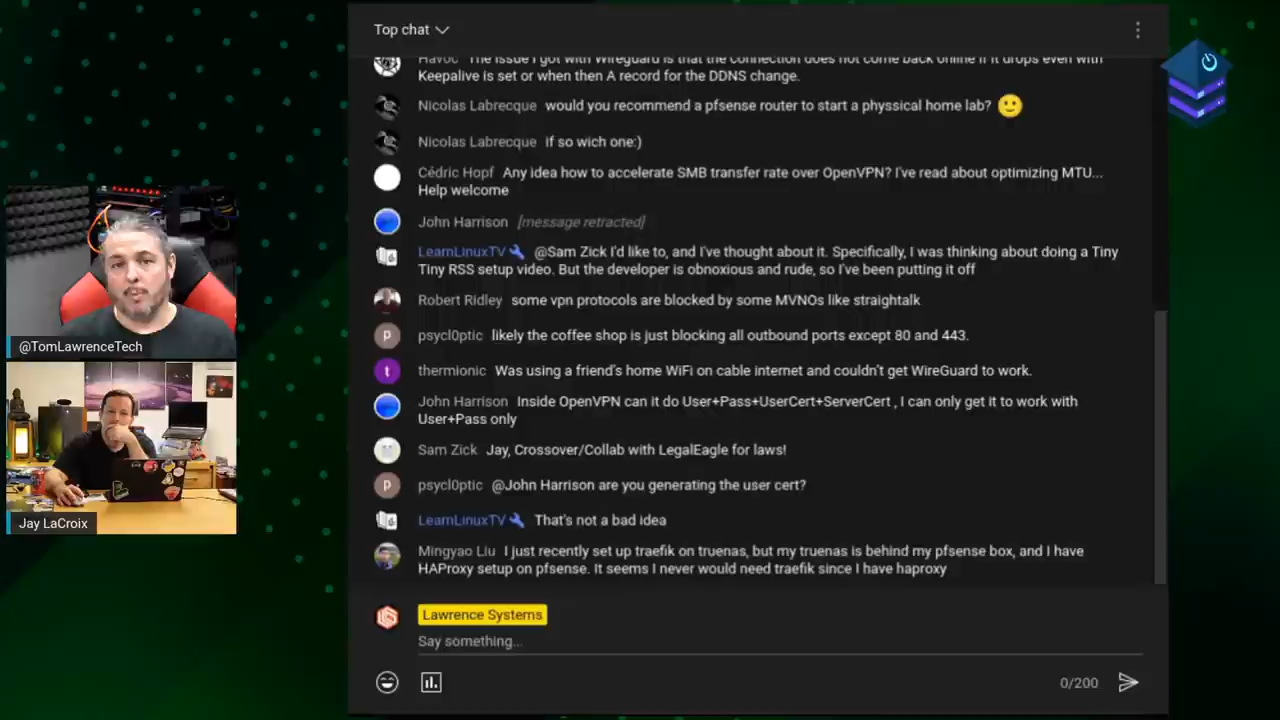 Top chat
Havoc The issue I got with Wireguard is that the connection does not come back online if it drops even with
Keepalive is set or when then A record for the DDNS change.
Nicolas Labrecque would you recommend a pfsense router to start a physsical home lab?
Nicolas Labrecque if so wich one:)
Cédric Hopf Any idea how to accelerate SMB transfer rate over OpenVPN? I've read about optimizing MTU...
Help welcome
John Harrison [message retracted]
LearnLinuxTV @Sam Zick I'd like to, and I've thought about it. Specifically, I was thinking about doing a Tiny
Tiny RSS setup video. But the developer is obnoxious and rude, so I've been putting it off
Robert Ridley some vpn protocols are blocked by some MVNOs like straightalk
P psycl0ptic likely the coffee shop is just blocking all outbound ports except 80 and 443.
t thermionic Was using a friend's home WiFi on cable internet and couldn't get WireGuard to work.
John Harrison Inside OpenVPN can it do User+Pass+UserCert+ServerCert , I can only get it to work with
User+Pass only
Sam Zick Jay, Crossover/Collab with LegalEagle for laws!
P psycl0ptic @John Harrison are you generating the user cert?
LearnLinuxTV That's not a bad idea
Mingyao Liu I just recently set up traefik on truenas, but my truenas is behind my pfsense box, and I have
HAProxy setup on pfsense. It seems I never would need traefik since I have haproxy
Lawrence Systems
Say something...
0/200
@TomLawrenceTech
Jay LaCroix